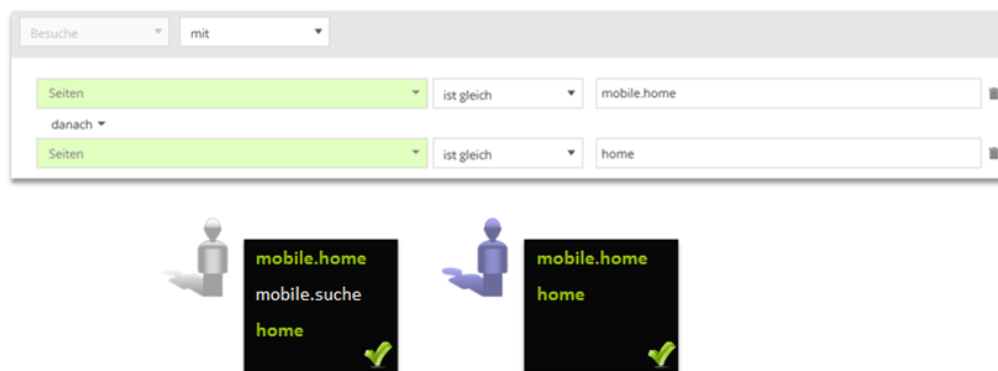 Besuche mit
Seiten ist gleich mobile.home
danach
Seiten ist gleich home
mobile.home
mobile.suche
home
mobile.home
home